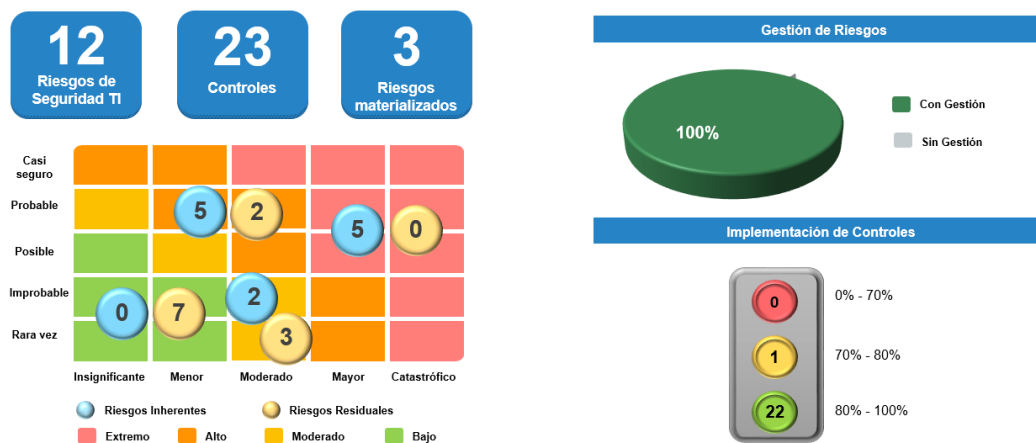 12
Riesgos de
Seguridad TI
23
Controles
3
Riesgos
materializados
Casi
seguro
Probable
Posible
Improbable
Rara vez
5
2
5
0
0
7
2
3
Insignificante
Menor
Moderado
Mayor
Catastrófico
Riesgos Inherentes
Riesgos Residuales
Extremo
Alto
Moderado
Bajo
Gestión de Riesgos
100%
Con Gestión
Sin Gestión
Implementación de Controles
0
0% - 70%
1
70% - 80%
22
80% - 100%